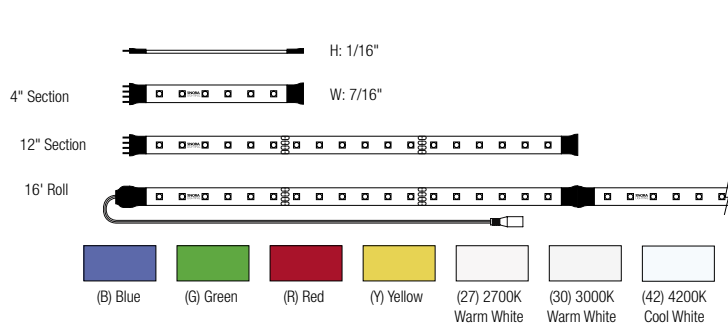 H: 1/16"
4" Section
W: 7/16"
12" Section
16' Roll
(B) Blue
(G) Green
(R) Red
(Y) Yellow
(27) 2700K
Warm White
(30) 3000K
Warm White
(42) 4200K
Cool White